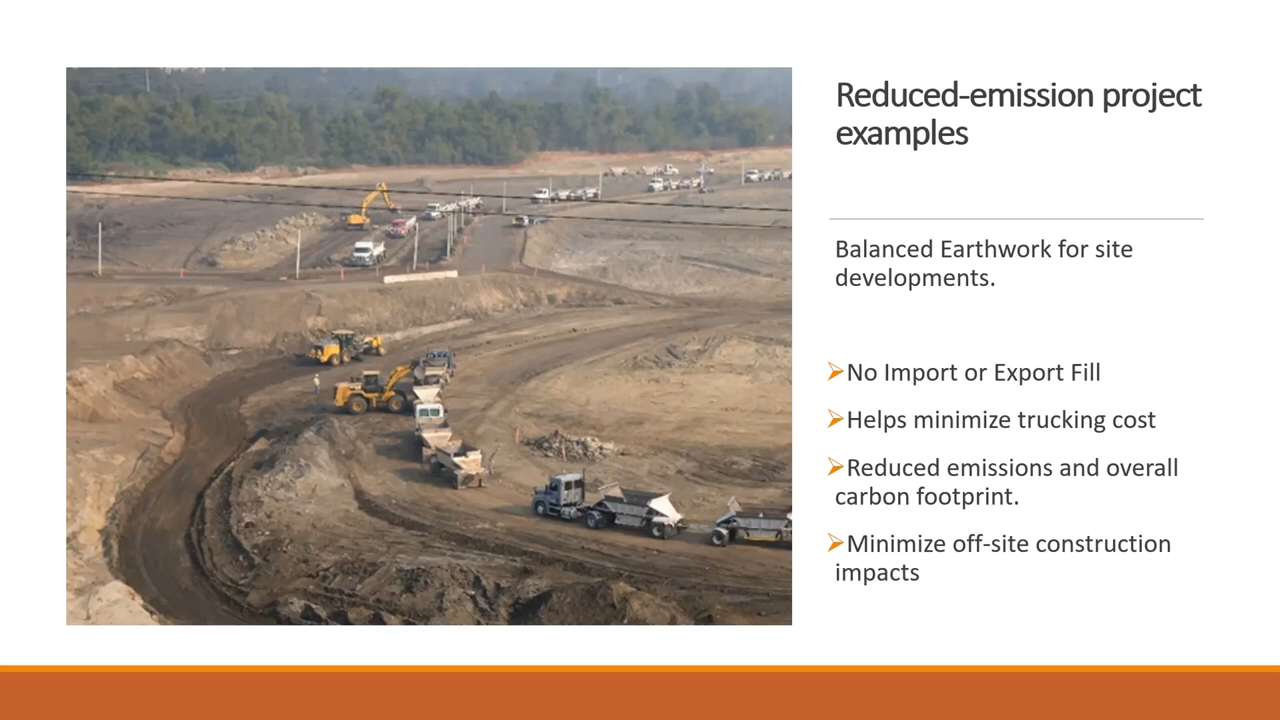 Reduced-emission project
examples
Balanced Earthwork for site
developments.
No Import or Export Fill
Helps minimize trucking cost
Reduced emissions and overall
carbon footprint.
Minimize off-site construction
impacts